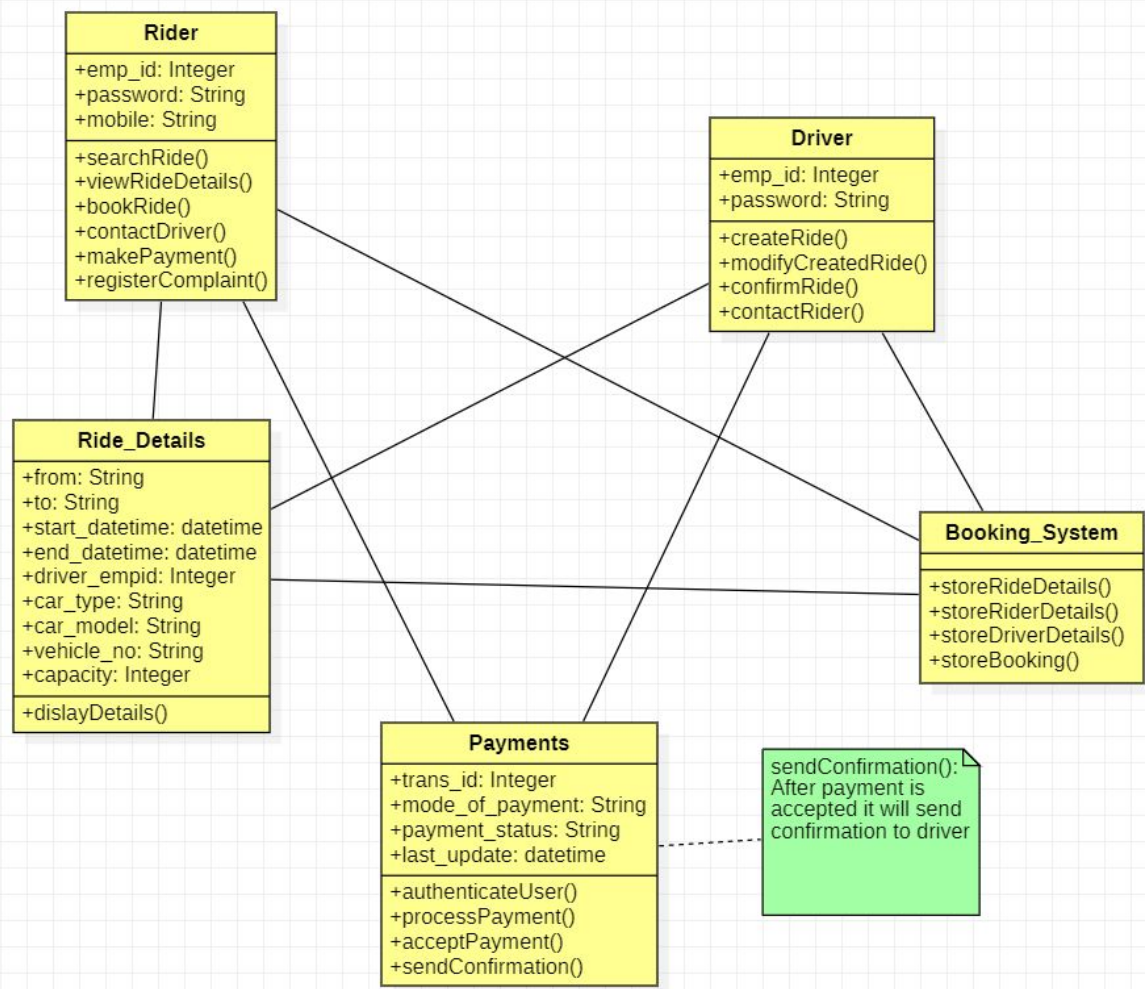 Rider
+emp_id: Integer
+password: String
+mobile: String
+searchRide()
+viewRideDetails()
+bookRide()
+contactDriver()
+makePayment()
+registerComplaint()
Driver
+emp_id: Integer
+password: String
+createRide()
+modifyCreatedRide()
+confirmRide()
+contactRider()
Ride_Details
+from: String
+to: String
+start_datetime: datetime
+end_datetime: datetime
+driver_empid: Integer
+car_type: String
+car_model: String
+vehicle_no: String
+capacity: Integer
+dislayDetails()
Booking_System
+storeRideDetails()
+storeRiderDetails()
+storeDriverDetails()
+storeBooking()
Payments
+trans_id: Integer
+mode_of_payment: String
+payment_status: String
+last_update: datetime
+authenticateUser()
+processPayment()
+acceptPayment()
+sendConfirmation()
sendConfirmation():
After payment is
accepted it will send
confirmation to driver